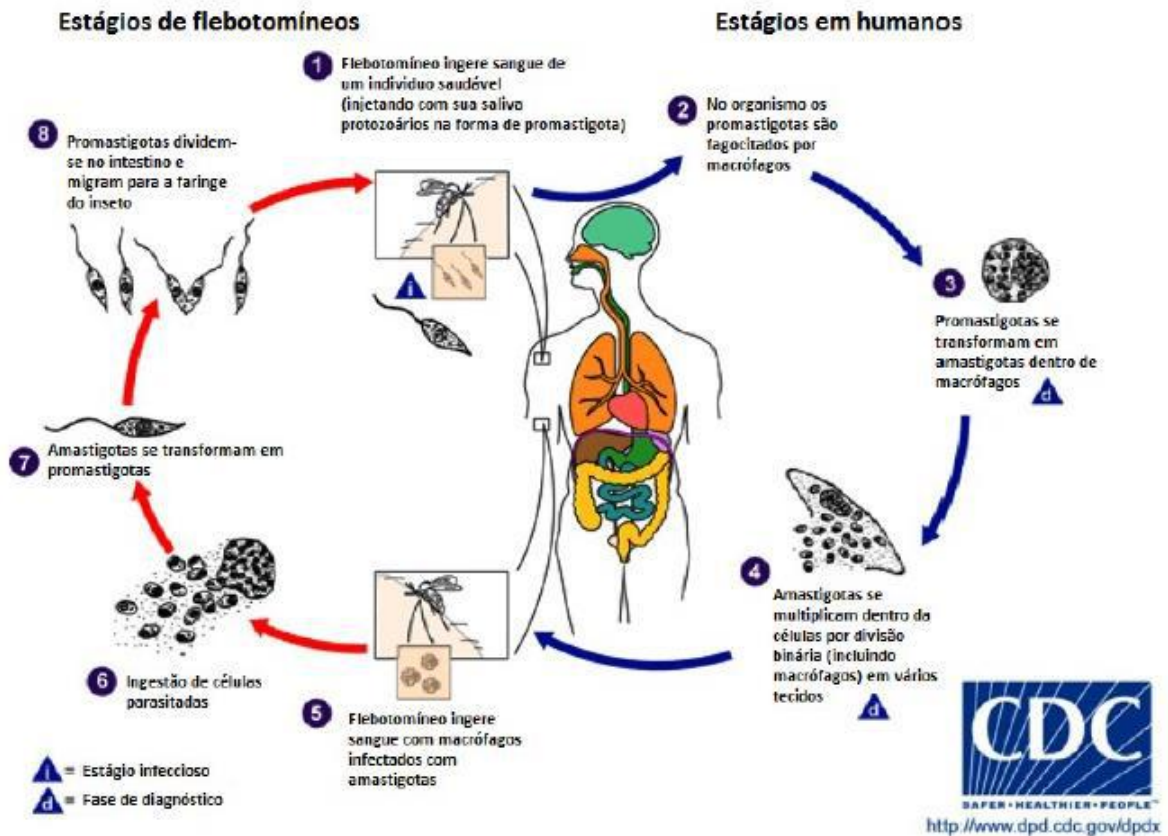 Estágios de flebotomíneos
Estágios em humanos
1
Flebotomíneo ingere sangue de
um individuo saudável
(injetando com sua saliva
protozoários na forma de promastigota)
2
No organismo os
promastigotas são
fagocitados por
macrófagos
3
Promastigotas se
transformam em
amastigotas dentro de
macrófagos
d
4
Amastigotas se
multiplicam dentro da
células por divisão
binária (incluindo
macrófagos) em vários
tecidos
d
5
Flebotomíneo ingere
sangue com macrófagos
infectados com
amastigotas
6
Ingestão de células
parasitadas
7
Amastigotas se transformam em
promastigotas
8
Promastigotas dividem-
se no intestino e
migram para a faringe
do inseto
i
i = Estágio infeccioso
d = Fase de diagnóstico
CDC
SAFER • HEALTHIER • PEOPLE™
http://www.dpd.cdc.gov/dpdx